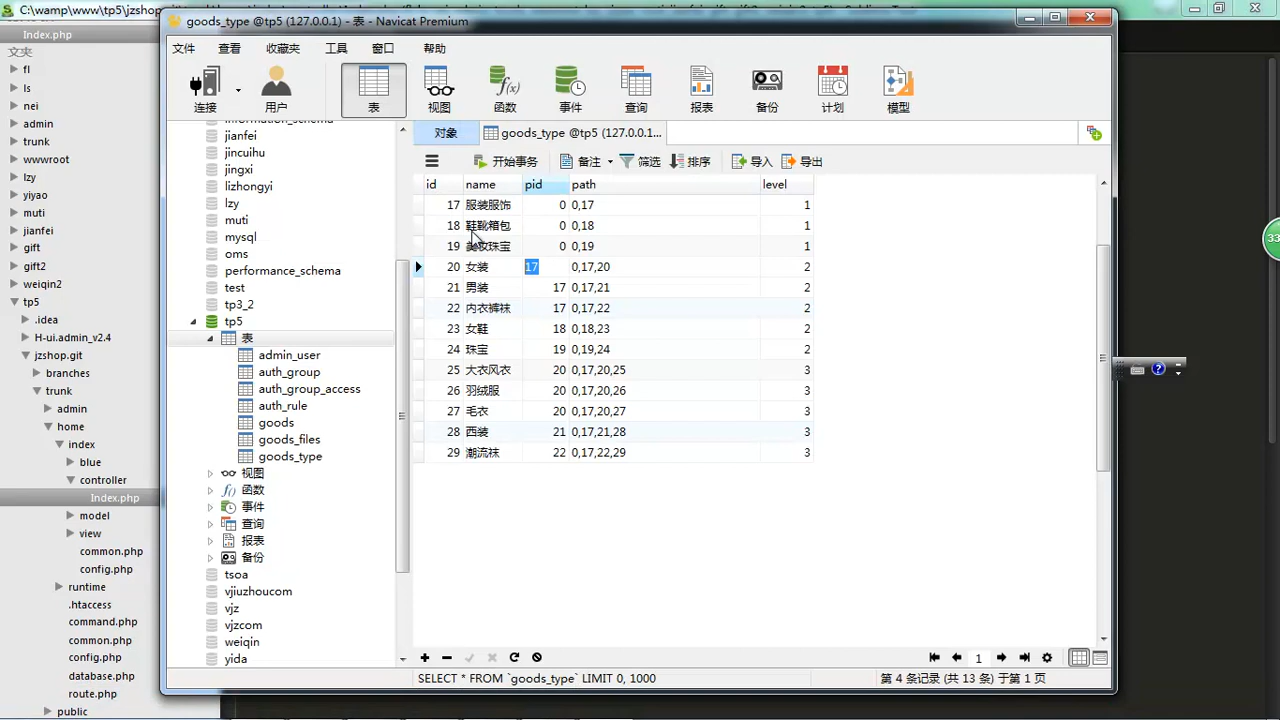 C:\wamp\www\tp5\jzshop.
goods_type @tp5 (127.0.0.1) - 表 - Navicat Premium
Index.php
文件 查看 收藏夹 工具 窗口 帮助
连接 用户 表 视图 函数 事件 查询 报表 备份 计划 模型
fl
ls
nei
admin
trunk
wwwroot
lzy
yiyao
muti
jianfei
gift
gift2
weiqin2
tp5
.idea
H-ui.admin_v2.4
jzshop.git
branches
trunk
admin
home
index
blue
controller
Index.php
model
view
common.php
config.php
runtime
.htaccess
command.php
common.php
config.php
database.php
route.php
public
information_schema
jianfei
jincuihu
jingxi
lizhongyi
lzy
muti
mysql
oms
performance_schema
test
tp3_2
tp5
表
admin_user
auth_group
auth_group_access
auth_rule
goods
goods_files
goods_type
视图
函数
事件
查询
报表
备份
tsoa
vjiuzhoucom
vjz
vjzcom
weiqin
yida
对象 goods_type @tp5 (127.0.0.1...
开始事务 备注 筛选 排序 导入 导出
id name pid path level
17 服装服饰 0 0,17 1
18 鞋靴箱包 0 0,18 1
19 美妆珠宝 0 0,19 1
20 女装 17 0,17,20 2
21 男装 17 0,17,21 2
22 内衣裤袜 17 0,17,22 2
23 女鞋 18 0,18,23 2
24 珠宝 19 0,19,24 2
25 大衣风衣 20 0,17,20,25 3
26 羽绒服 20 0,17,20,26 3
27 毛衣 20 0,17,20,27 3
28 西装 21 0,17,21,28 3
29 潮流袜 22 0,17,22,29 3
1
SELECT * FROM `goods_type` LIMIT 0, 1000 第 4 条记录 (共 13 条) 于第 1 页
33